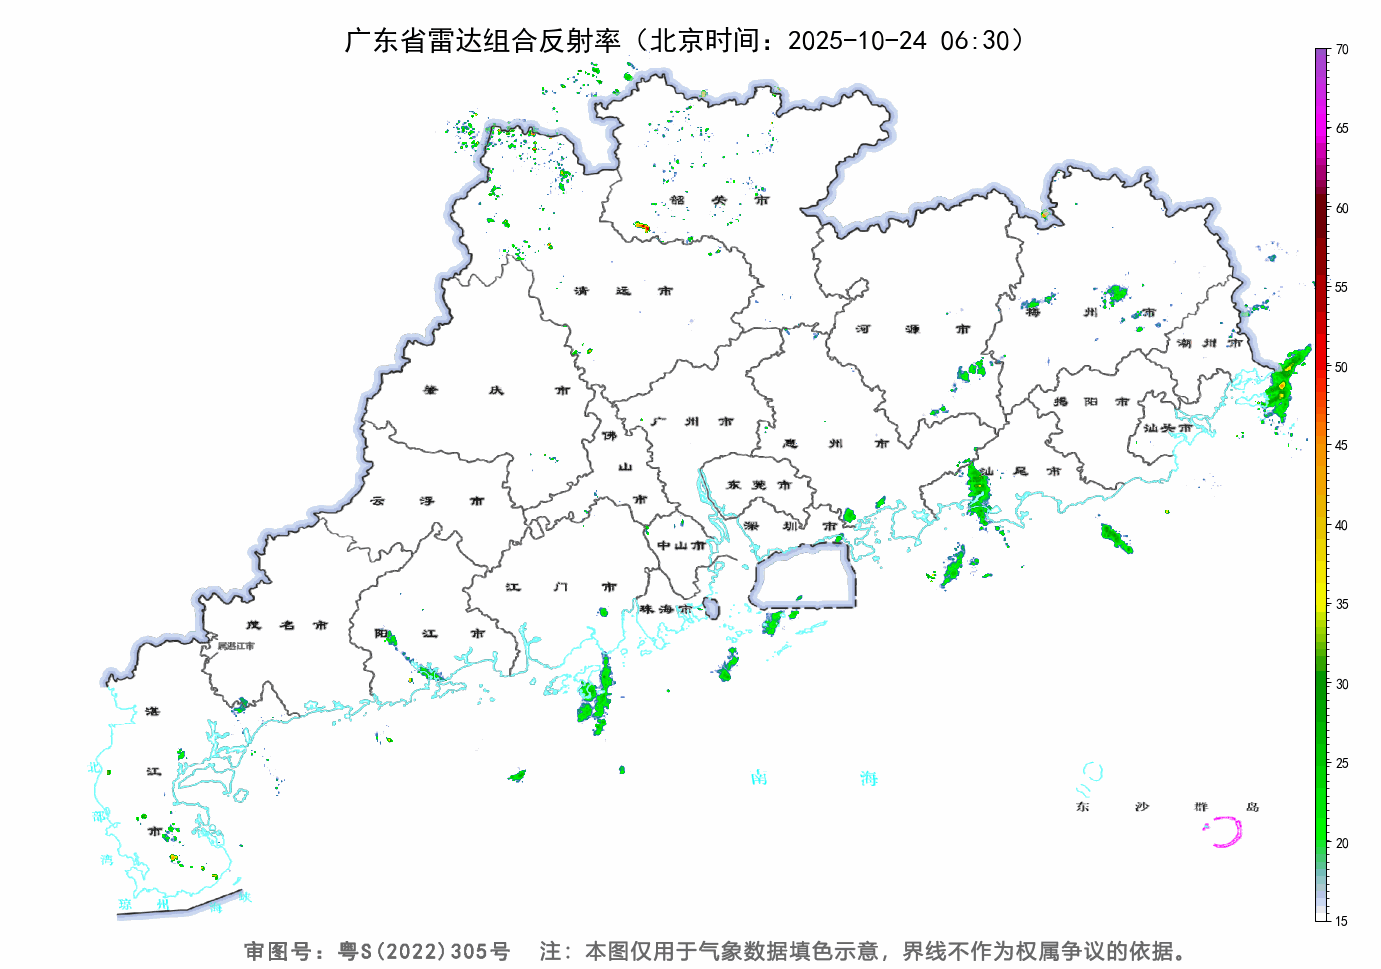 广东省雷达组合反射率（北京时间：2025-10-24 06:30）
70
65
60
55
50
45
40
35
30
25
20
15
韶关市
清远市
河源市
梅州市
潮州市
肇庆市
广州市
佛山市
惠州市
揭阳市
汕头市
汕尾市
云浮市
东莞市
深圳市
中山市
江门市
珠海市
茂名市
阳江市
属湛江市
湛江市
北部湾
琼州海峡
南海
东沙群岛
审图号：粤S(2022)305号 注：本图仅用于气象数据填色示意，界线不作为权属争议的依据。